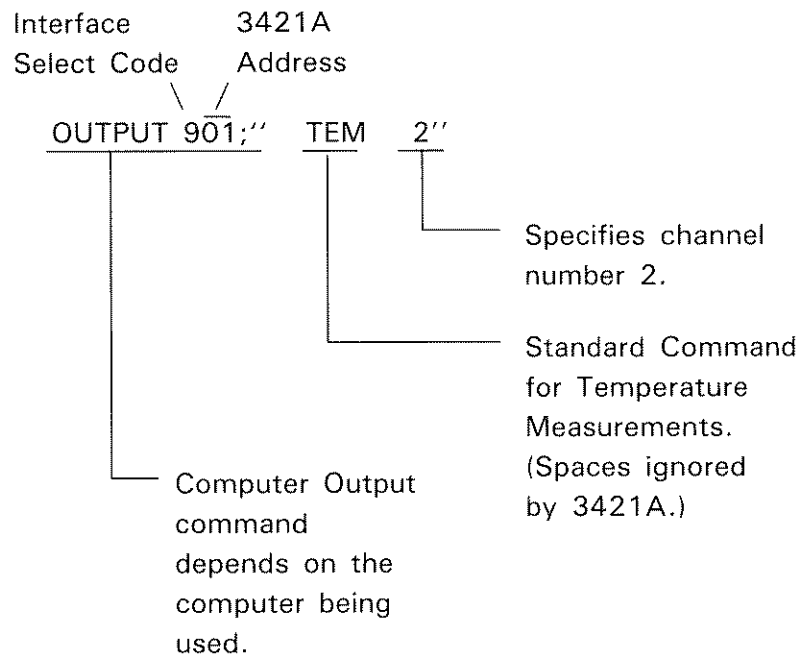 Interface 3421A
Select Code Address
OUTPUT 901;'' TEM 2''
Specifies channel
number 2.
Standard Command
for Temperature
Measurements.
(Spaces ignored
by 3421A.)
Computer Output
command
depends on the
computer being
used.